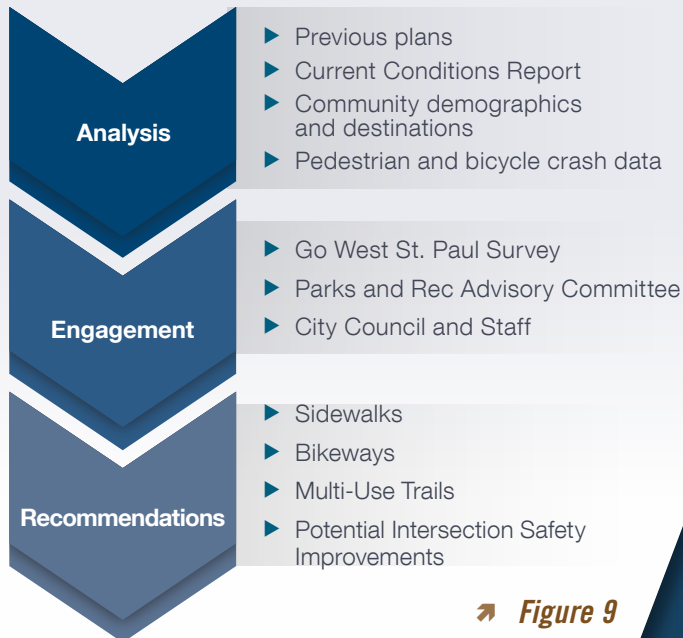 Analysis
Previous plans
Current Conditions Report
Community demographics
and destinations
Pedestrian and bicycle crash data
Engagement
Go West St. Paul Survey
Parks and Rec Advisory Committee
City Council and Staff
Recommendations
Sidewalks
Bikeways
Multi-Use Trails
Potential Intersection Safety
Improvements
Figure 9